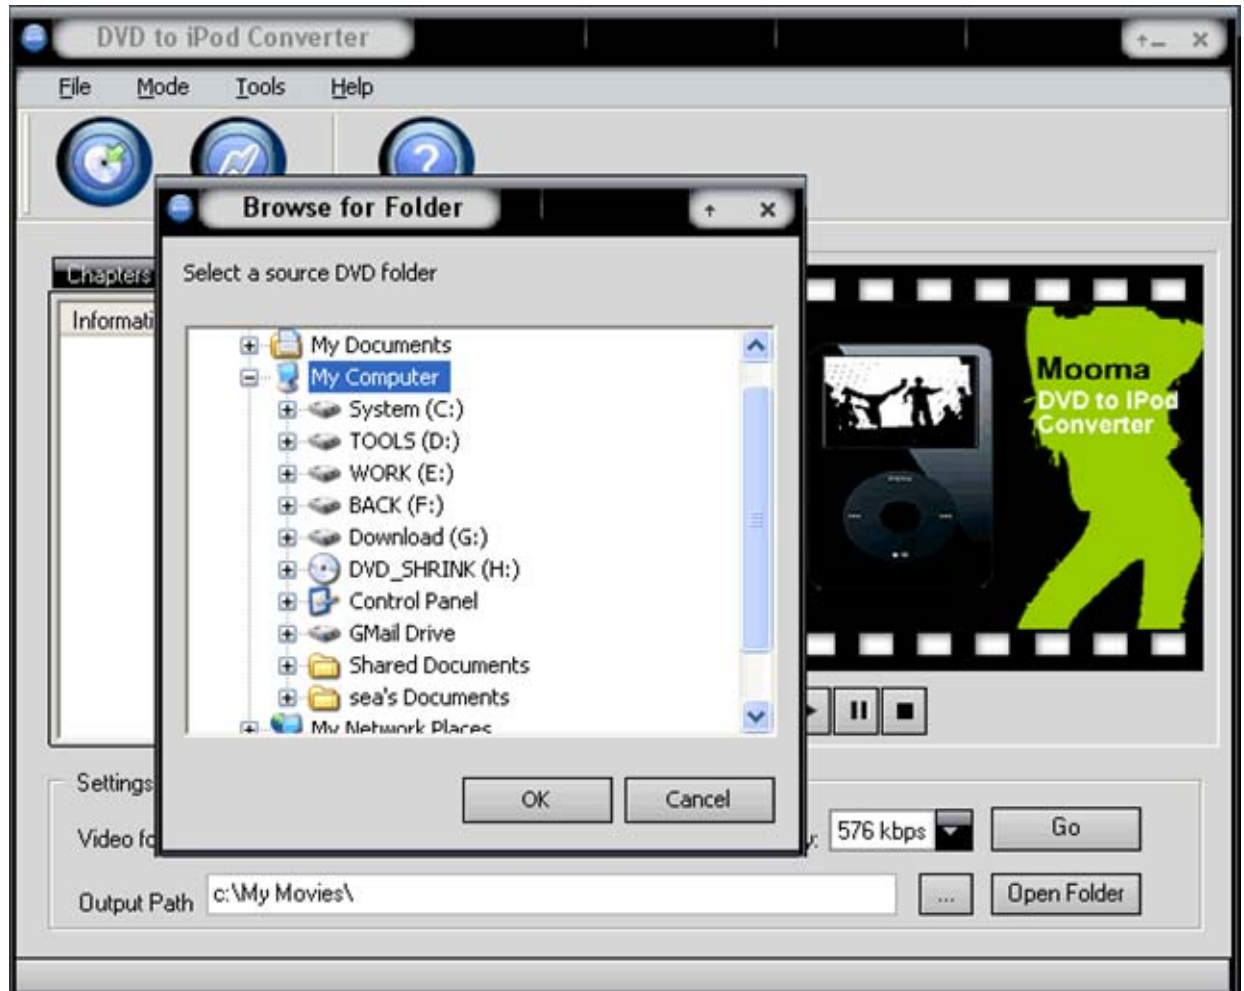 DVD to iPod Converter
File Mode Tools Help
Browse for Folder
Select a source DVD folder
Chapters
Informati
My Documents
My Computer
System (C:)
TOOLS (D:)
WORK (E:)
BACK (F:)
Download (G:)
DVD_SHRINK (H:)
Control Panel
GMail Drive
Shared Documents
sea's Documents
My Network Places
OK Cancel
Mooma
DVD to iPod
Converter
menu
Settings
Video fo
y: 576 kbps Go
Output Path c:\My Movies\ ... Open Folder